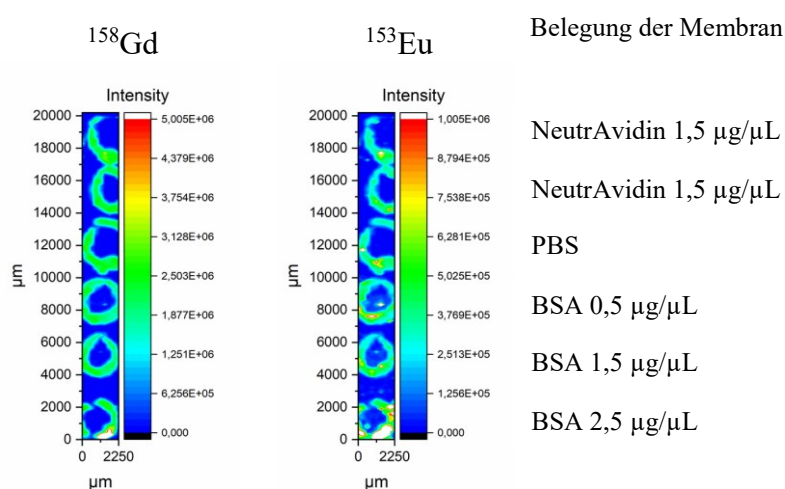 ¹⁵⁸Gd
¹⁵³Eu
Belegung der Membran
Intensity
20000
18000
16000
14000
12000
10000
8000
6000
4000
2000
0
µm
0 2250
µm
5,005E+06
4,379E+06
3,754E+06
3,128E+06
2,503E+06
1,877E+06
1,251E+06
6,256E+05
0,000
Intensity
20000
18000
16000
14000
12000
10000
8000
6000
4000
2000
0
µm
0 2250
µm
1,005E+06
8,794E+05
7,538E+05
6,281E+05
5,025E+05
3,769E+05
2,513E+05
1,256E+05
0,000
NeutrAvidin 1,5 µg/µL
NeutrAvidin 1,5 µg/µL
PBS
BSA 0,5 µg/µL
BSA 1,5 µg/µL
BSA 2,5 µg/µL